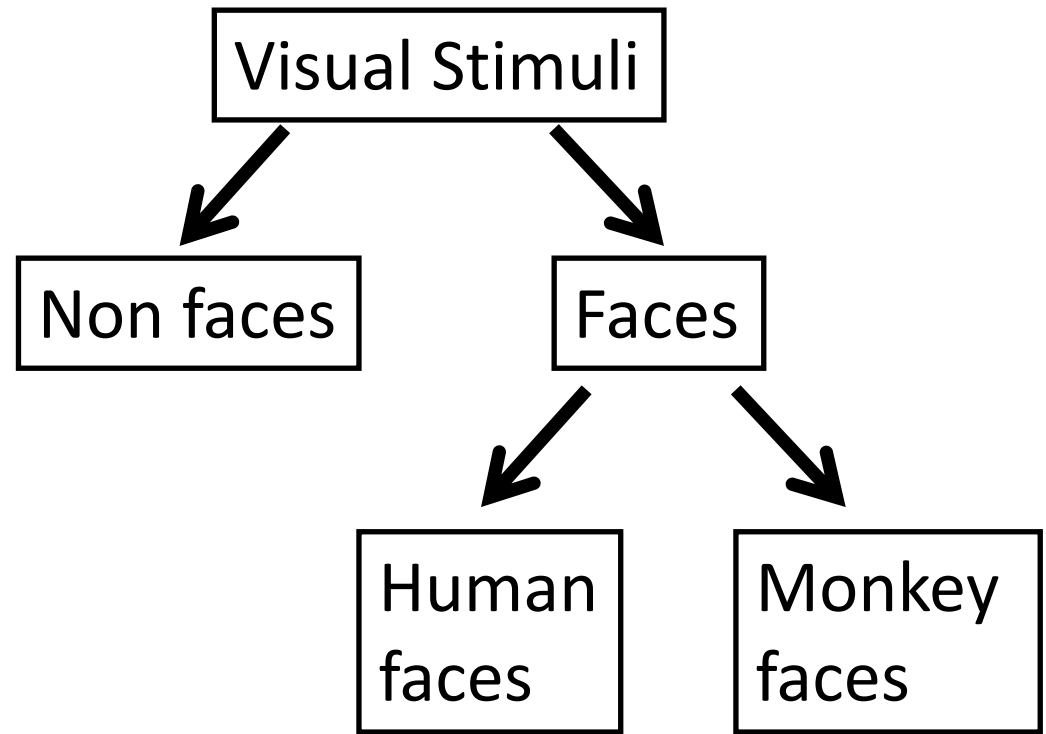 Visual Stimuli
Non faces
Faces
Human
faces
Monkey
faces